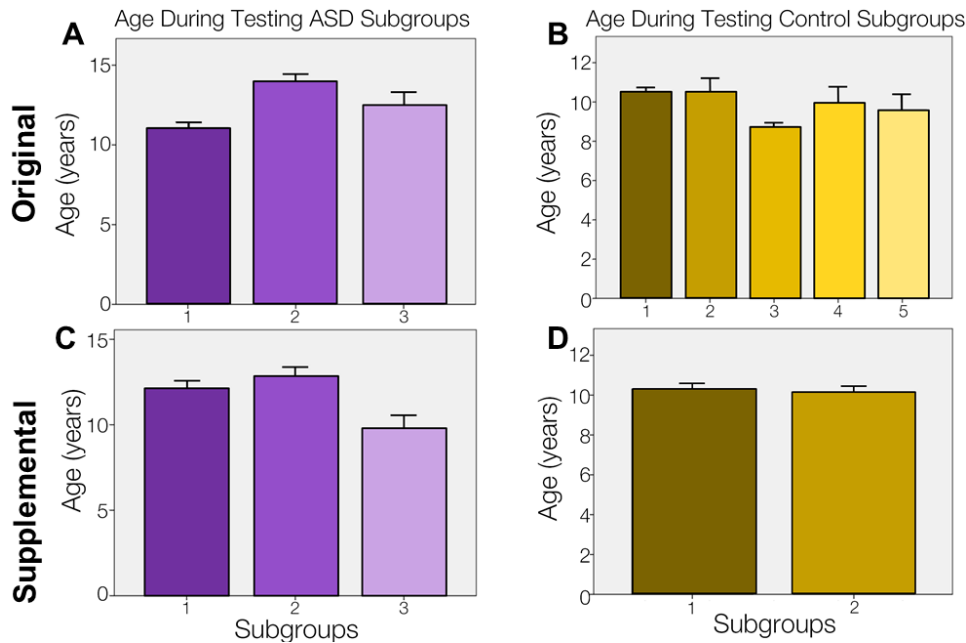 Age During Testing ASD Subgroups
Age During Testing Control Subgroups
A
B
Original
Age (years)
15
10
5
0
1 2 3
Age (years)
12
10
8
6
4
2
0
1 2 3 4 5
C
D
Supplemental
Age (years)
15
10
5
0
1 2 3
Subgroups
Age (years)
12
10
8
6
4
2
0
1 2
Subgroups